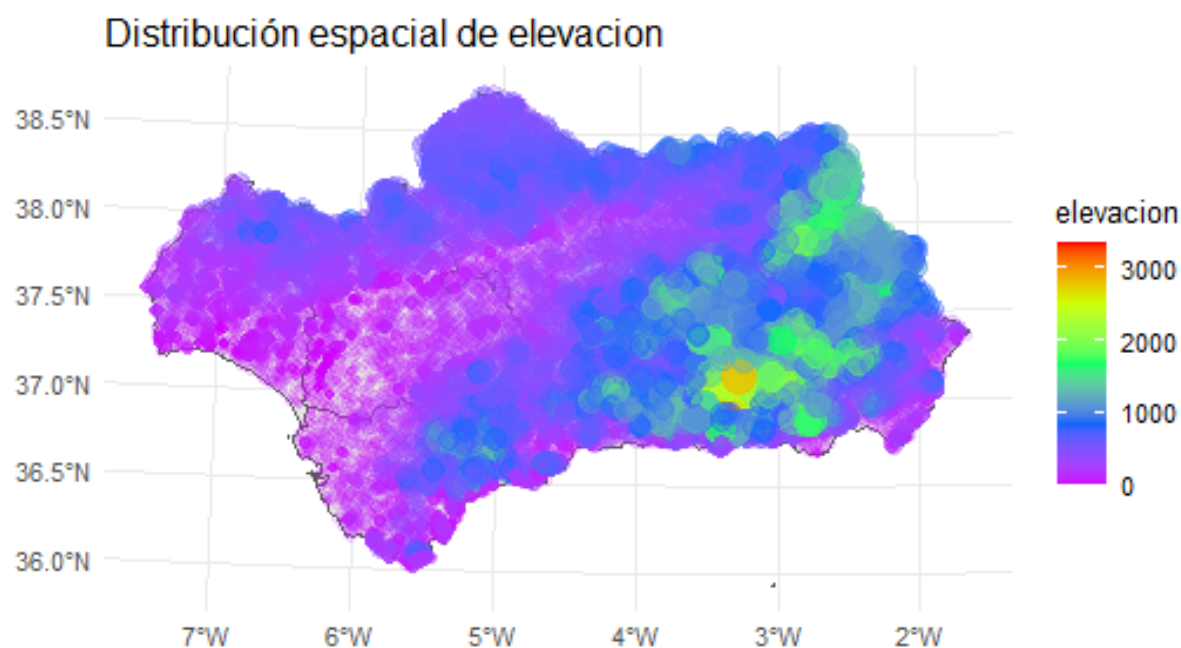 Distribución espacial de elevacion
38.5°N
38.0°N
37.5°N
37.0°N
36.5°N
36.0°N
7°W
6°W
5°W
4°W
3°W
2°W
elevacion
3000
2000
1000
0